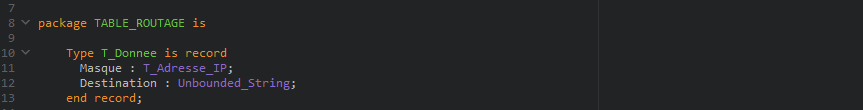 7
8 package TABLE_ROUTAGE is
9
10 Type T_Donnee is record
11 Masque : T_Adresse_IP;
12 Destination : Unbounded_String;
13 end record;